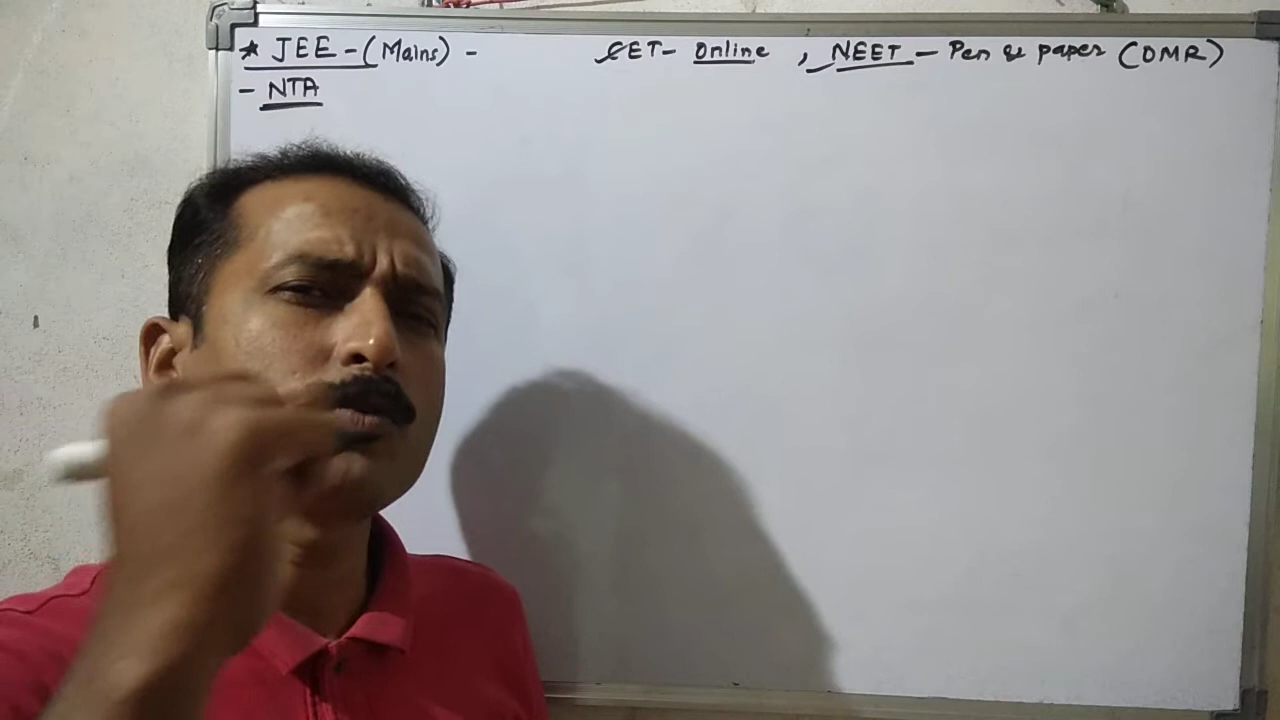 * JEE - (Mains) - CET - Online , NEET - Pen & paper (OMR)
- NTA